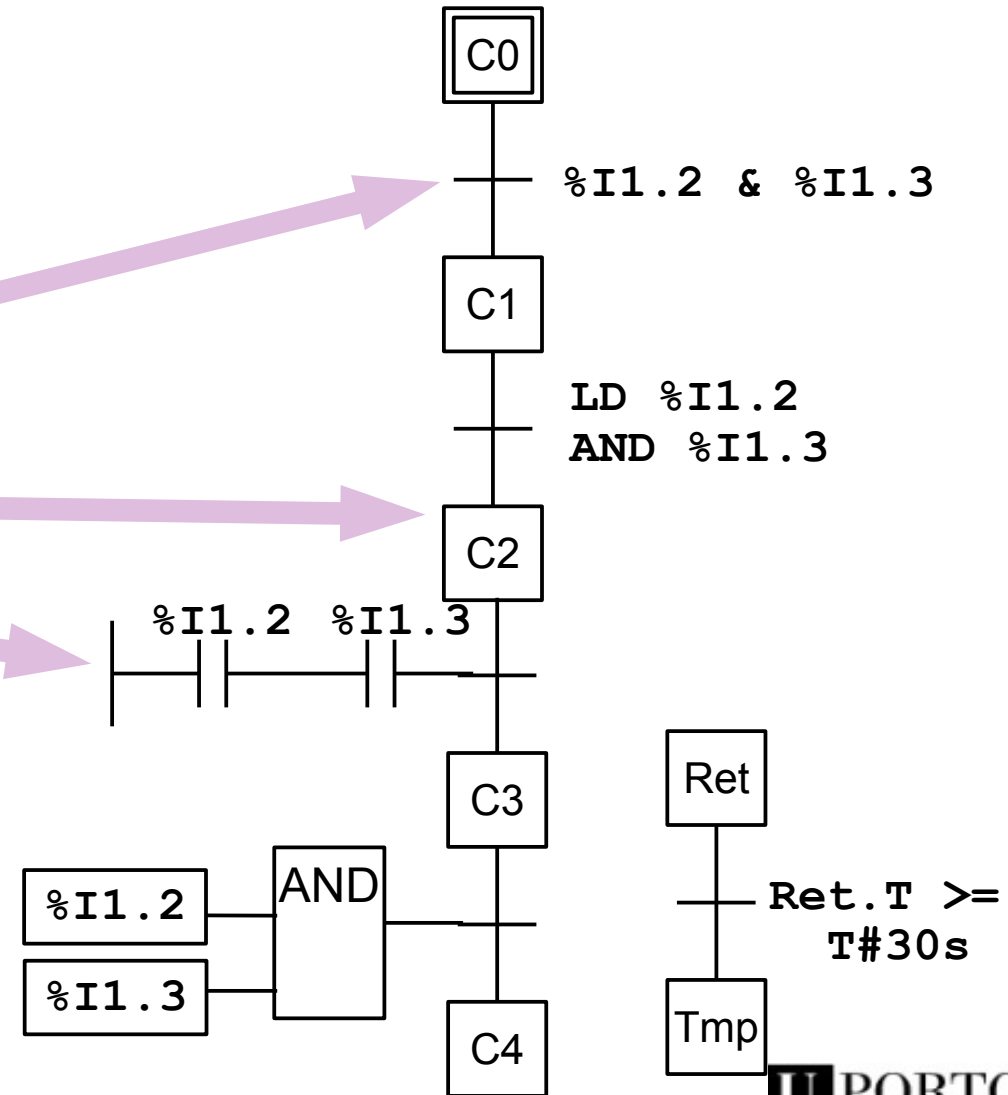 C0
%I1.2 & %I1.3
C1
LD %I1.2
AND %I1.3
C2
%I1.2 %I1.3
C3
AND
%I1.2
%I1.3
C4
Ret
Ret.T >=
T#30s
Tmp
U PORTO